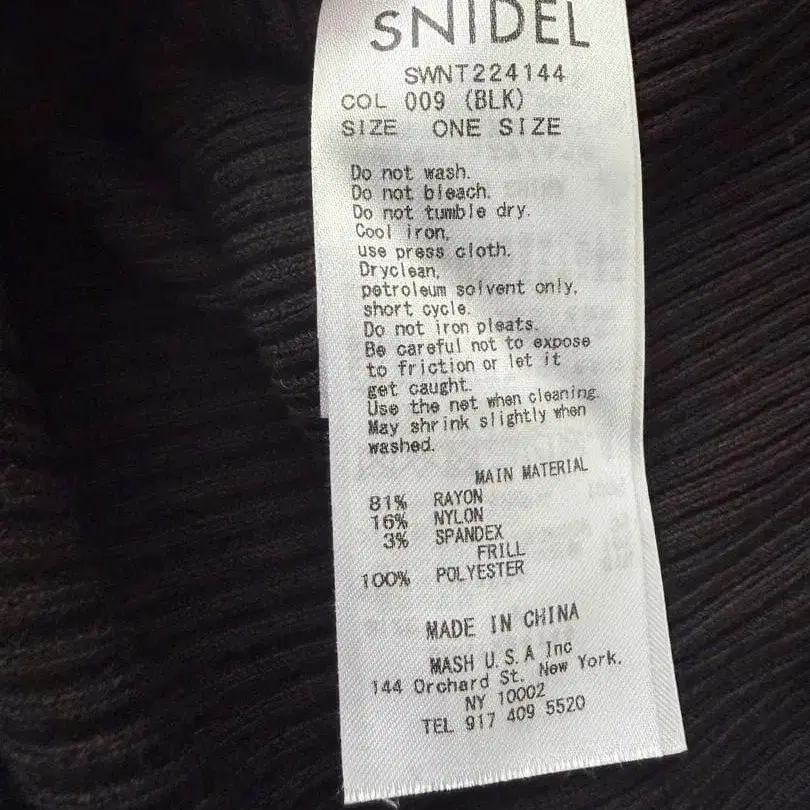 SNIDEL
SWNT224144
COL 009 (BLK)
SIZE ONE SIZE
Do not wash.
Do not bleach.
Do not tumble dry.
Cool iron,
use press cloth.
Dryclean,
petroleum solvent only,
short cycle.
Do not iron pleats.
Be careful not to expose
to friction or let it
get caught.
Use the net when cleaning.
May shrink slightly when
washed.
MAIN MATERIAL
81% RAYON
16% NYLON
3% SPANDEX
FRILL
100% POLYESTER
MADE IN CHINA
MASH U.S.A Inc
144 Orchard St. New York.
NY 10002
TEL 917 409 5520